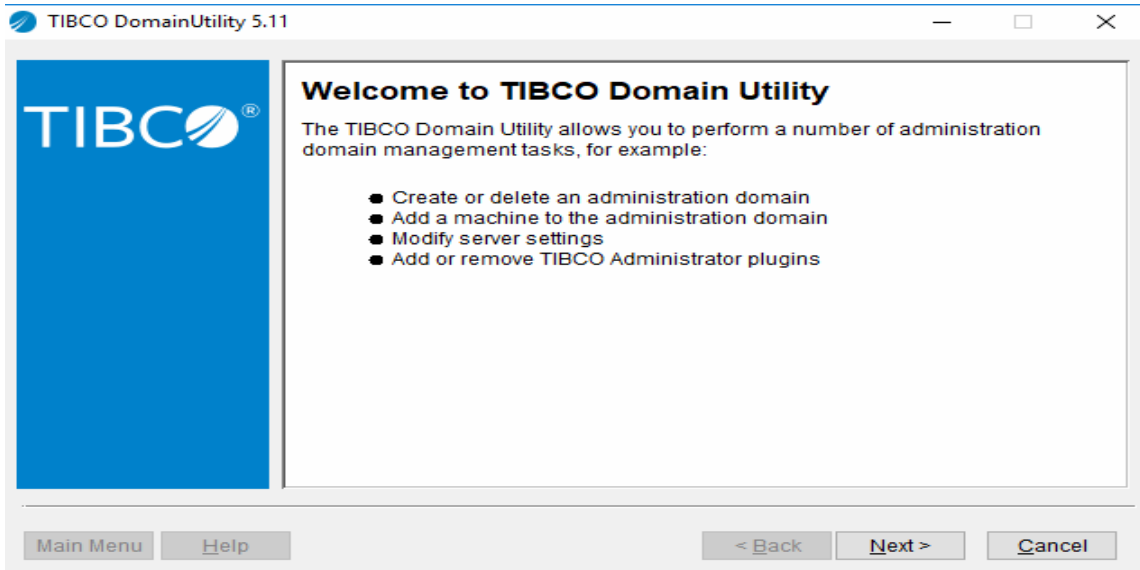 TIBCO DomainUtility 5.11
TIBCO®
Welcome to TIBCO Domain Utility
The TIBCO Domain Utility allows you to perform a number of administration
domain management tasks, for example:
● Create or delete an administration domain
● Add a machine to the administration domain
● Modify server settings
● Add or remove TIBCO Administrator plugins
Main Menu Help < Back Next > Cancel